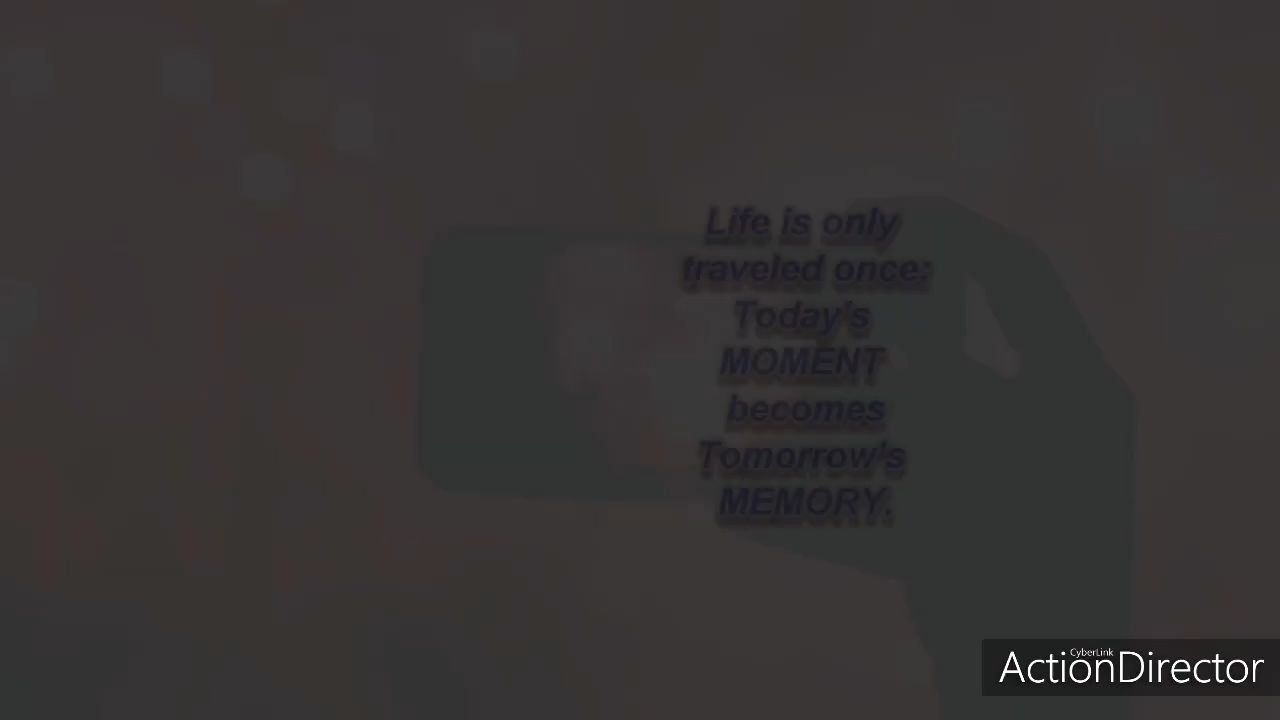 Life is only
traveled once:
Today's
MOMENT
becomes
Tomorrow's
MEMORY.
CyberLink
ActionDirector